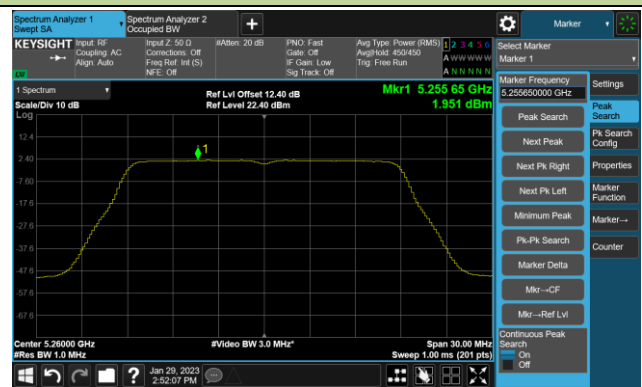 Spectrum Analyzer 1
Swept SA
Spectrum Analyzer 2
Occupied BW
+
Marker
KEYSIGHT
Input: RF
Coupling: AC
Align: Auto
Input Z: 50 Ω
Corrections: Off
Freq Ref: Int (S)
NFE: Off
#Atten: 20 dB
PNO: Fast
Gate: Off
IF Gain: Low
Sig Track: Off
Avg Type: Power (RMS)
Avg|Hold: 450/450
Trig: Free Run
1 2 3 4 5 6
A W W W W W
A N N N N N
LW
Select Marker
Marker 1
1 Spectrum
Scale/Div 10 dB
Log
Ref Lvl Offset 12.40 dB
Ref Level 22.40 dBm
Mkr1 5.255 65 GHz
1.951 dBm
12.4
2.40
-7.60
-17.6
-27.6
-37.6
-47.6
-57.6
-67.6
1
Center 5.26000 GHz
#Res BW 1.0 MHz
#Video BW 3.0 MHz*
Span 30.00 MHz
Sweep 1.00 ms (201 pts)
Marker Frequency
5.255650000 GHz
Peak Search
Next Peak
Next Pk Right
Next Pk Left
Minimum Peak
Pk-Pk Search
Marker Delta
Mkr→CF
Mkr→Ref Lvl
Continuous Peak
Search
On
Off
Settings
Peak
Search
Pk Search
Config
Properties
Marker
Function
Marker→
Counter
?
Jan 29, 2023
2:52:07 PM